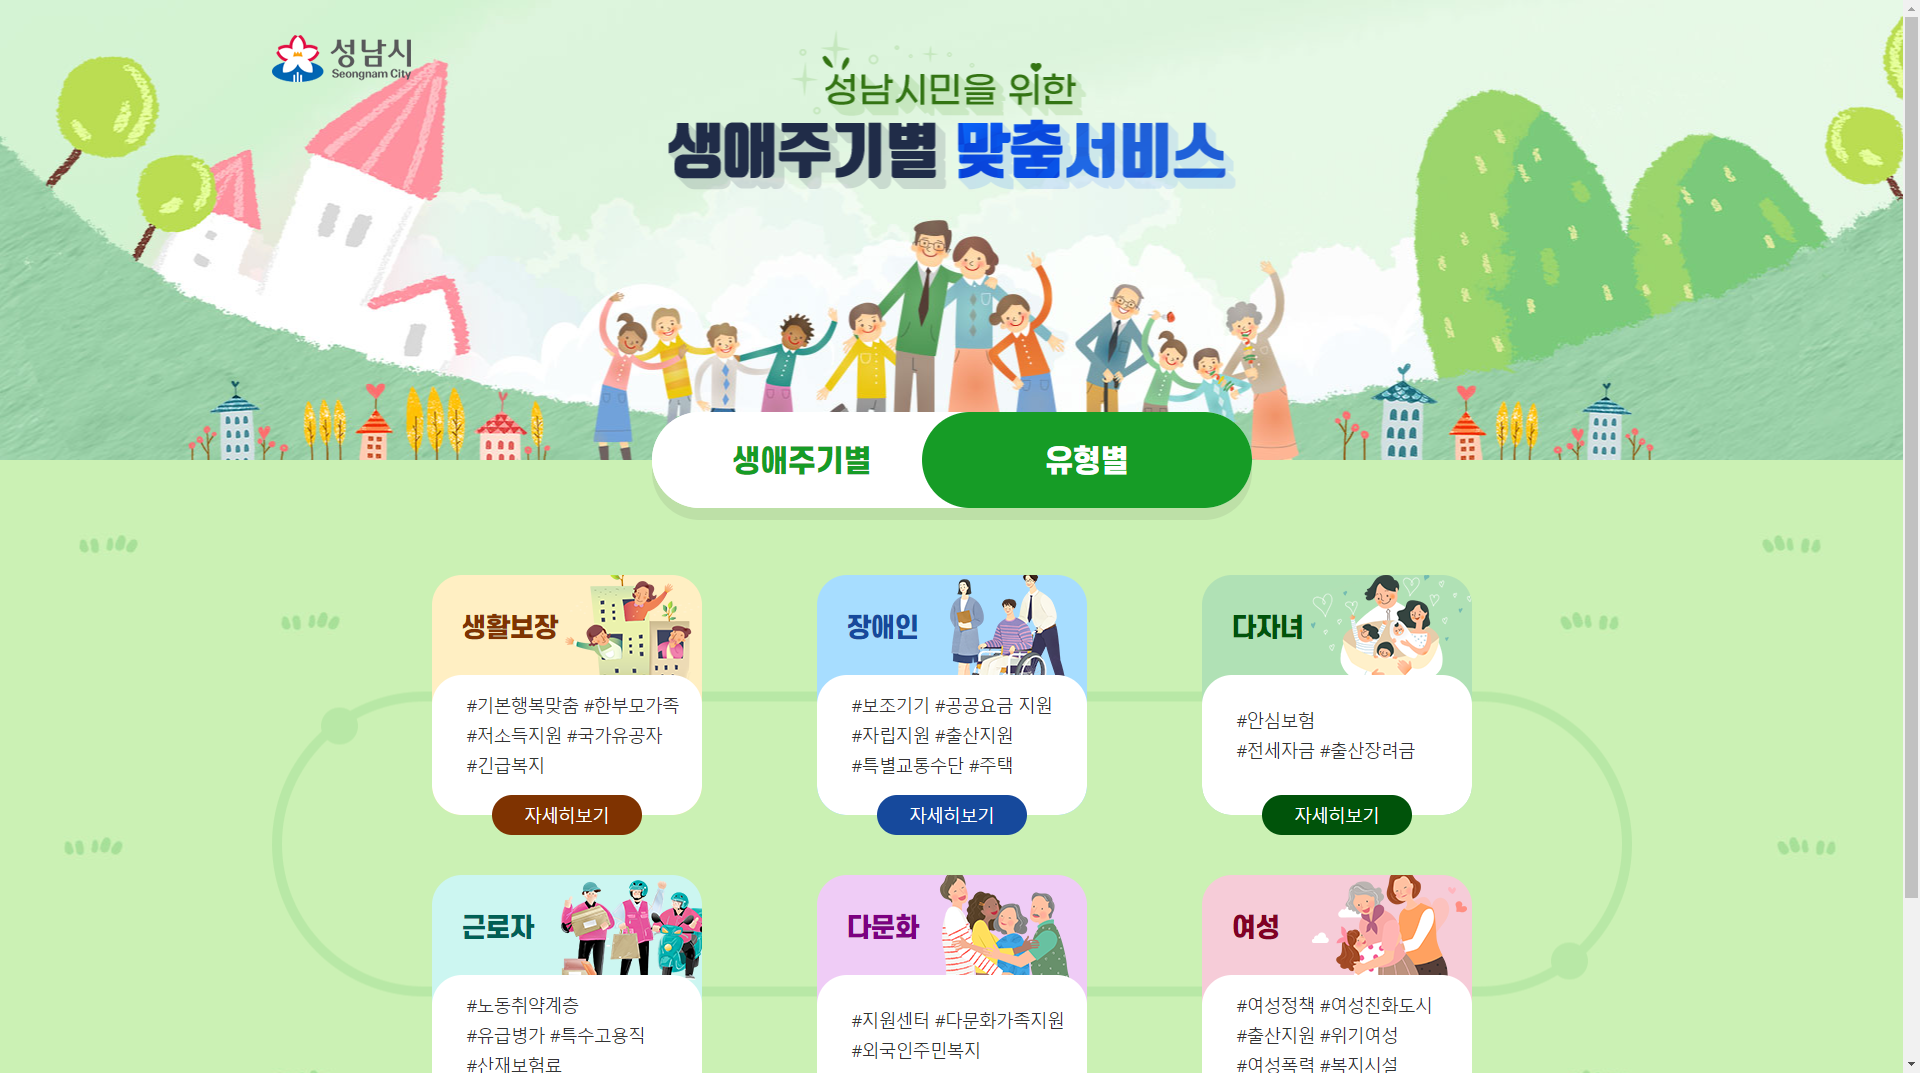 성남시
Seongnam City
성남시민을 위한
생애주기별 맞춤서비스
생애주기별
유형별
생활보장
#기본행복맞춤 #한부모가족
#저소득지원 #국가유공자
#긴급복지
자세히보기
장애인
#보조기기 #공공요금 지원
#자립지원 #출산지원
#특별교통수단 #주택
자세히보기
다자녀
#안심보험
#전세자금 #출산장려금
자세히보기
근로자
#노동취약계층
#유급병가 #특수고용직
#산재보험료
다문화
#지원센터 #다문화가족지원
#외국인주민복지
여성
#여성정책 #여성친화도시
#출산지원 #위기여성
#여성폭력 #복지시설